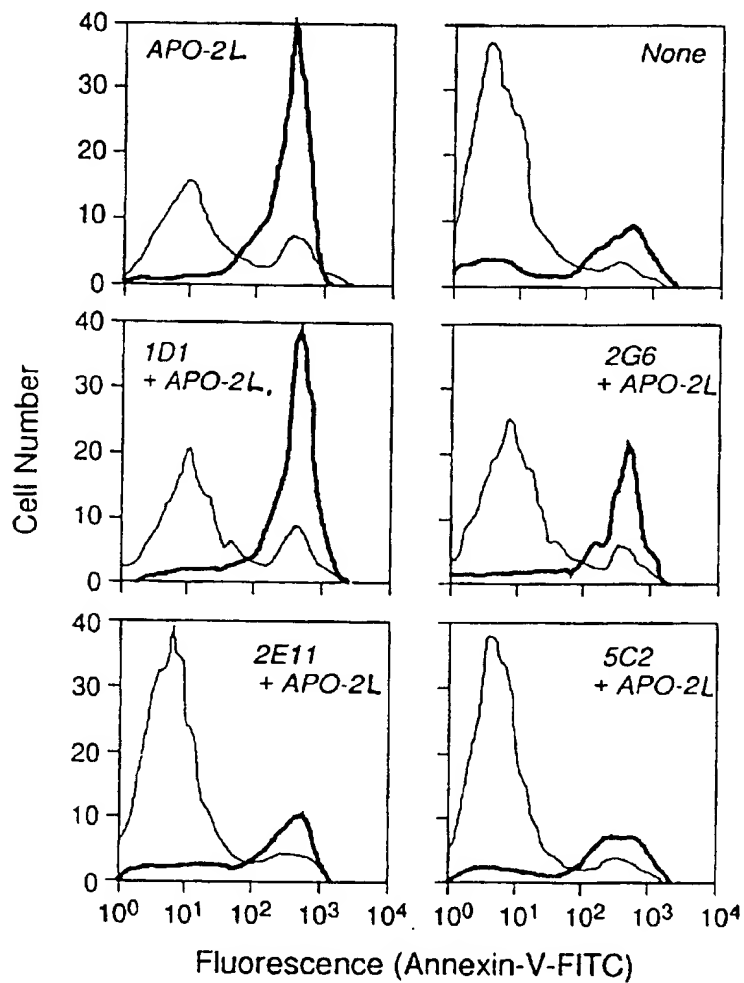 40
30
20
10
0
APO-2L
None
40
30
20
10
0
1D1
+ APO-2L.
2G6
+ APO-2L
40
30
20
10
0
2E11
+ APO-2L
5C2
+ APO-2L
10⁰ 10¹ 10² 10³ 10⁴
10⁰ 10¹ 10² 10³ 10⁴
Cell Number
Fluorescence (Annexin-V-FITC)